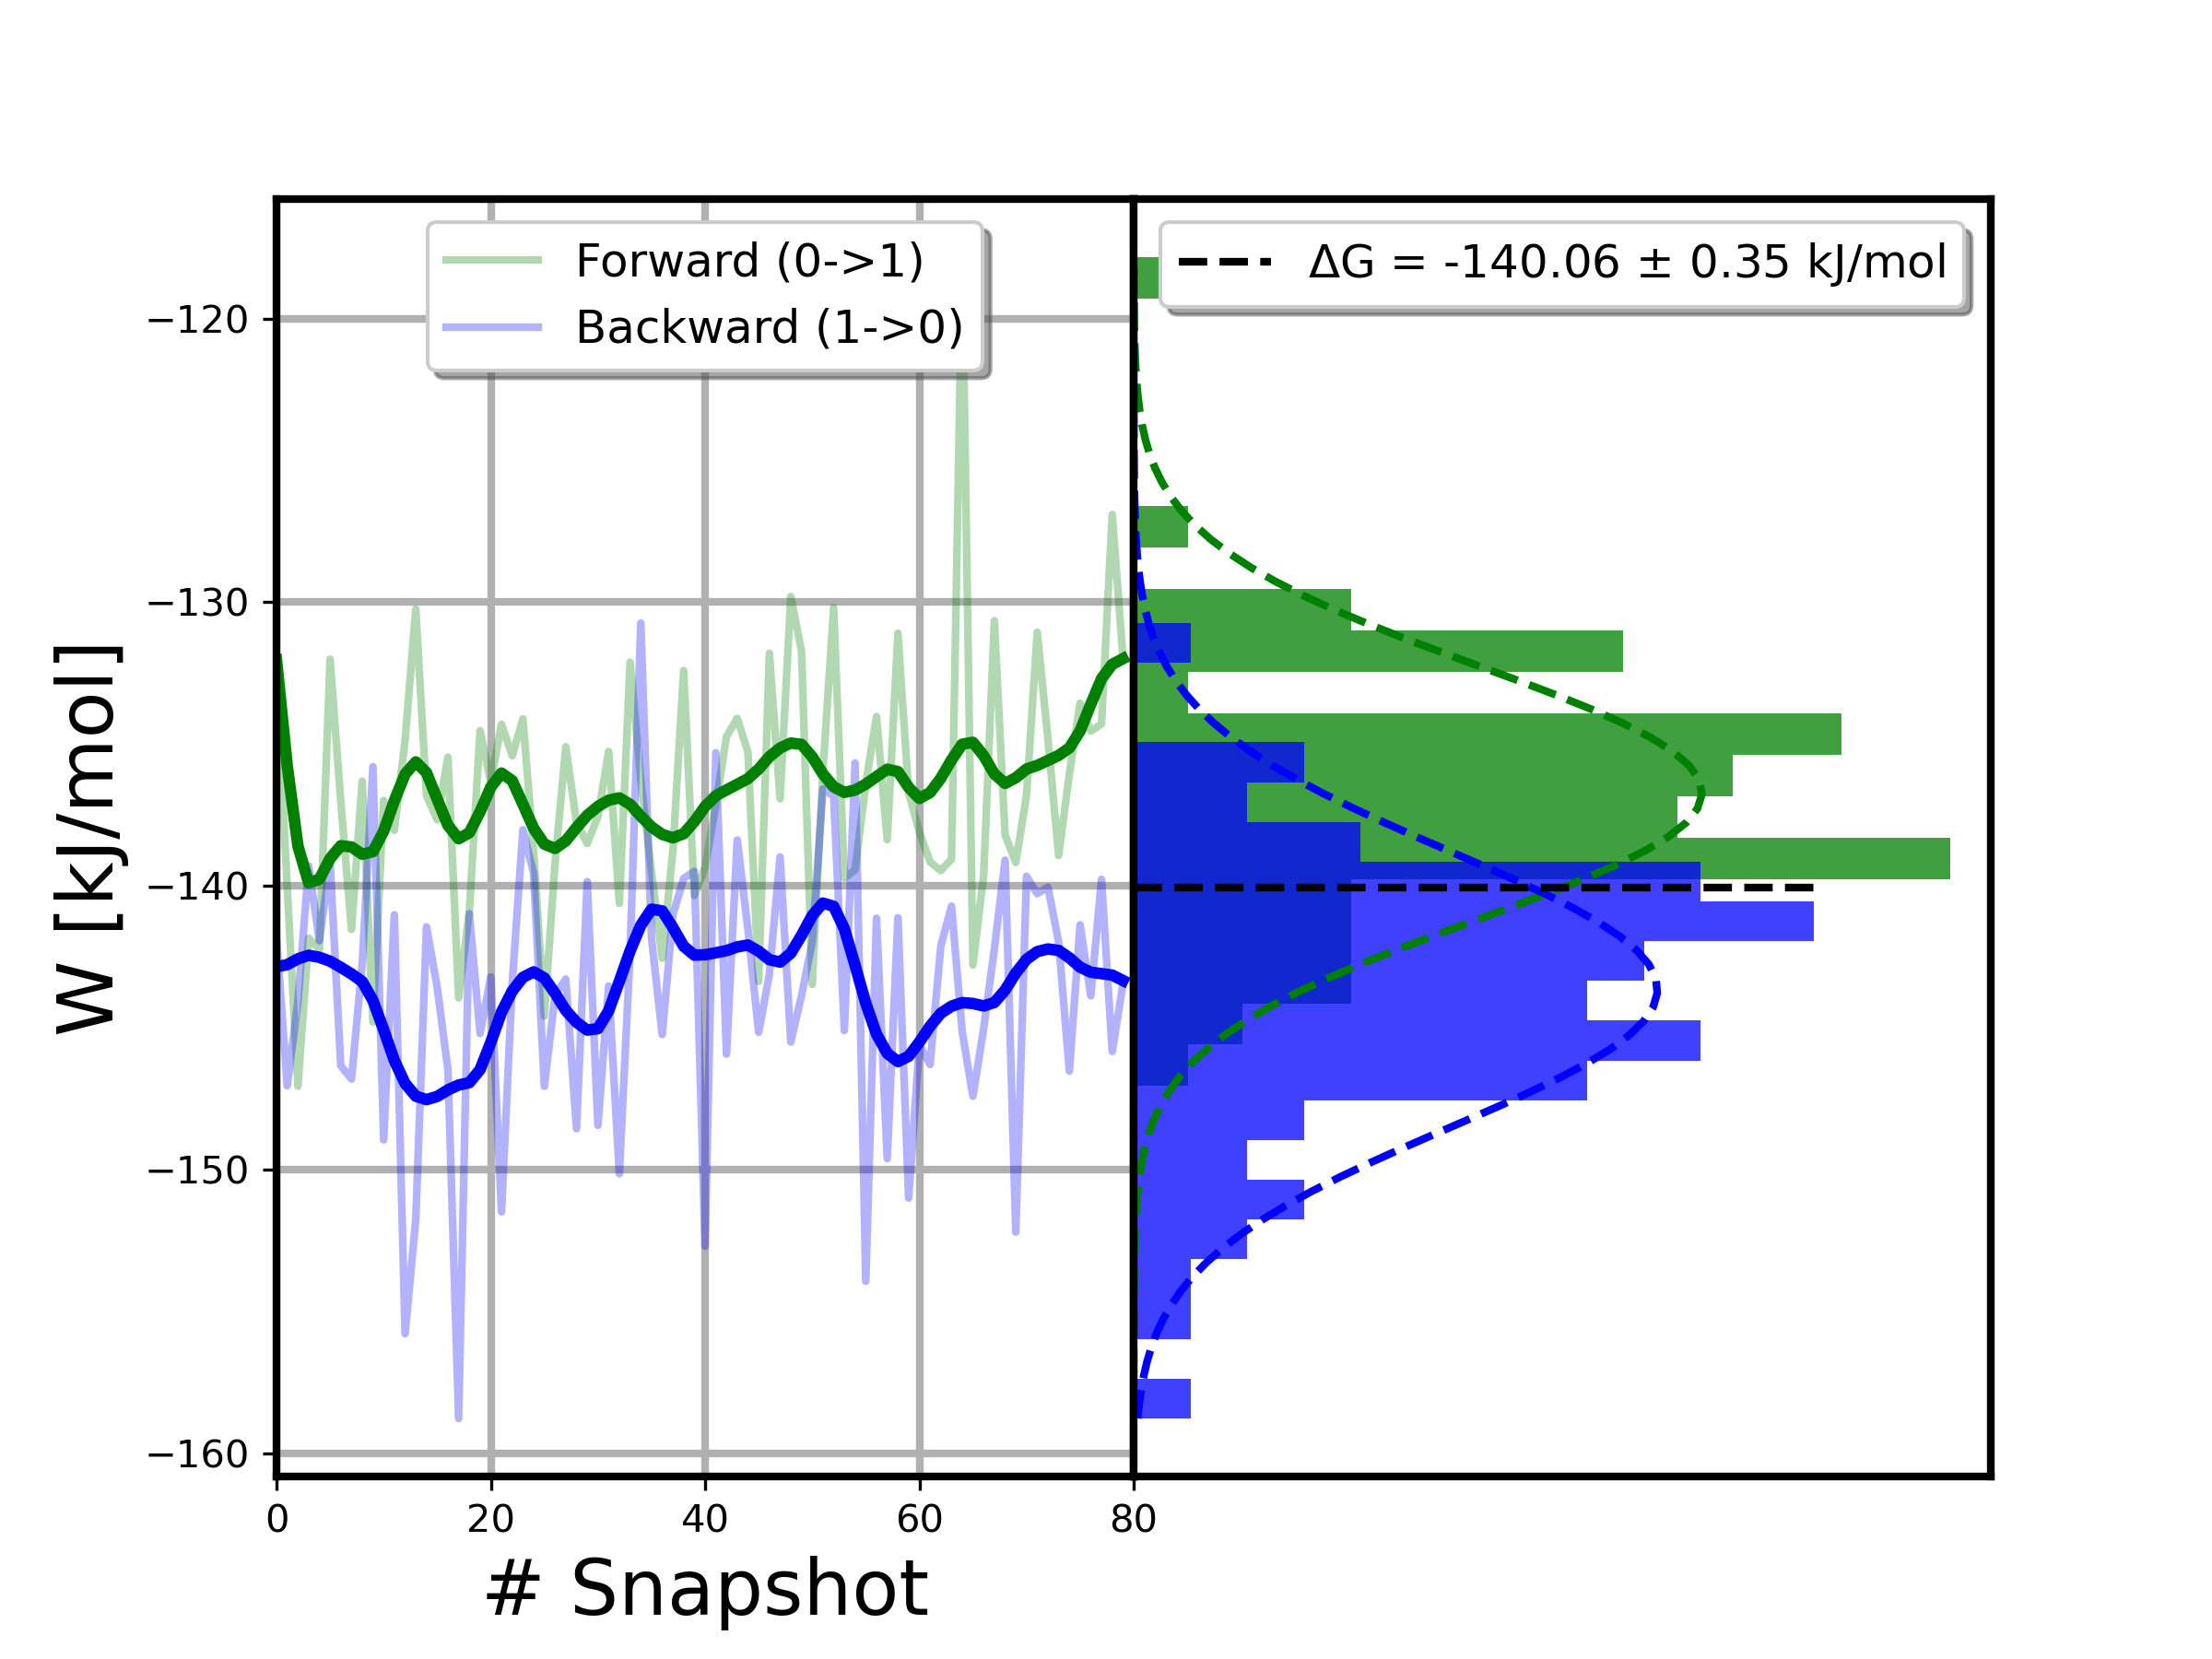 Forward (0->1)
Backward (1->0)
ΔG = -140.06 ± 0.35 kJ/mol
W [kJ/mol]
−120
−130
−140
−150
−160
0 20 40 60 80
# Snapshot